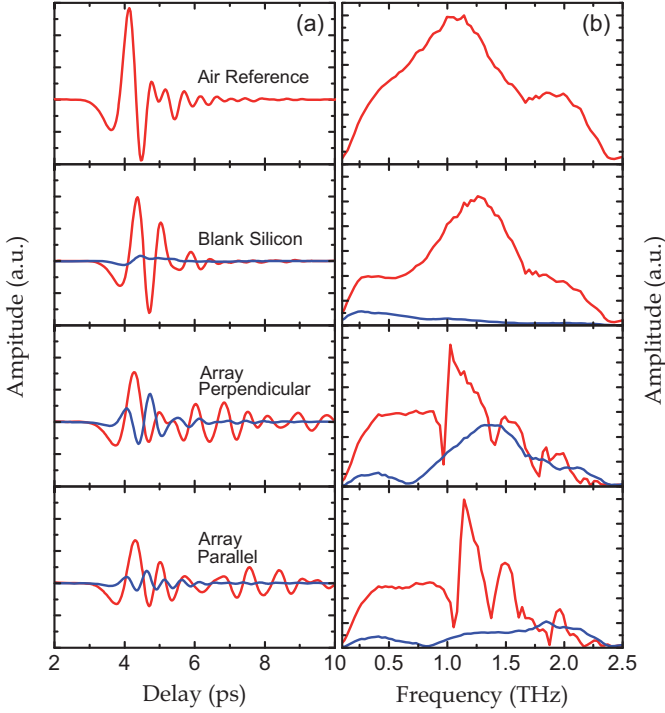 (a)
(b)
Air Reference
Blank Silicon
Array
Perpendicular
Array
Parallel
Ampitude (a.u.)
Amplitude (a.u.)
2 4 6 8 10
0.5 1.0 1.5 2.0 2.5
Delay (ps)
Frequency (THz)